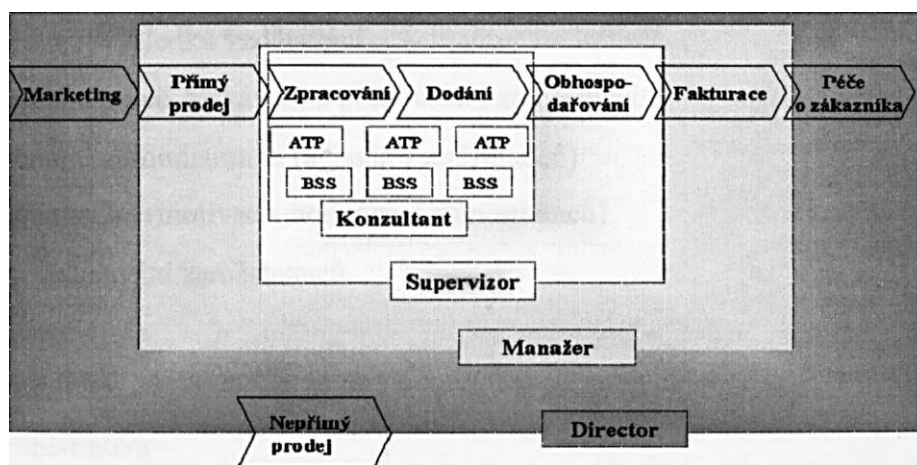 Marketing
Přímý
prodej
Zpracování
Dodání
Obhospo-
dařování
Fakturace
Péče
o zákazníka
ATP
ATP
ATP
BSS
BSS
BSS
Konzultant
Supervizor
Manažer
Nepřímý
prodej
Director